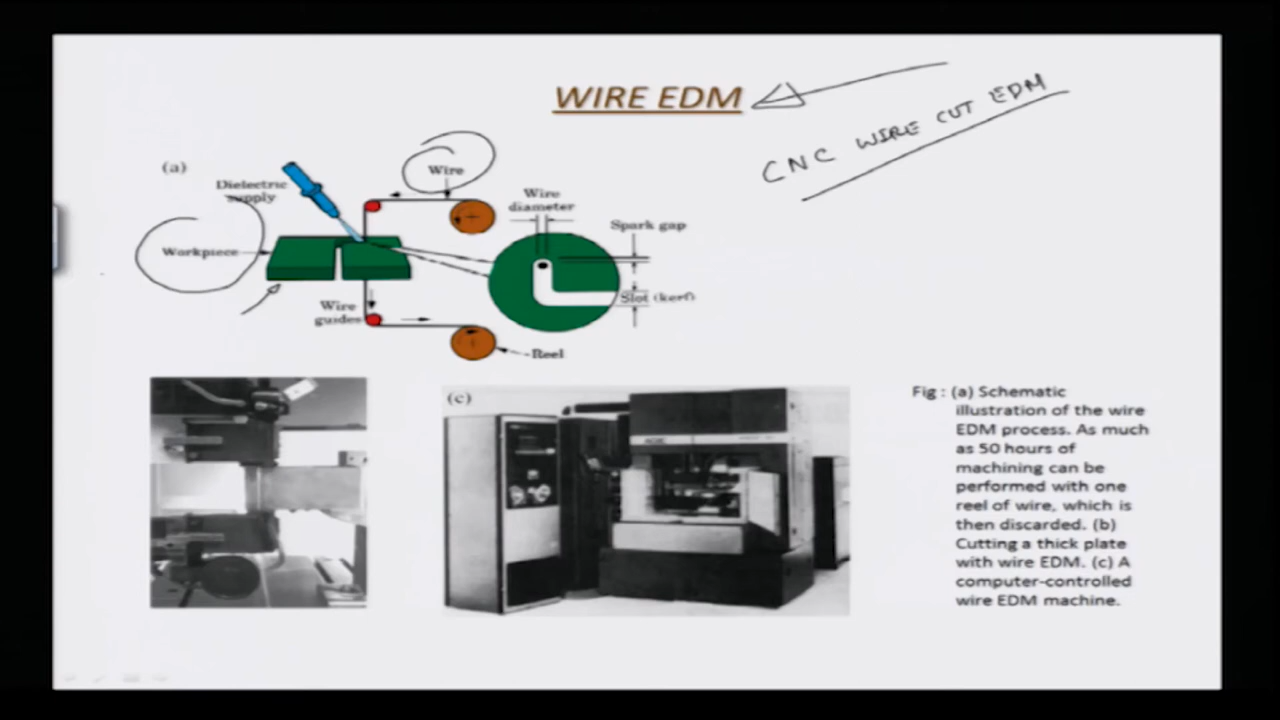 WIRE EDM
CNC WIRE CUT EDM
(a)
Dielectric
supply
Wire
Wire
diameter
Spark gap
Workpiece
Slot (kerf)
Wire
guides
Reel
(c)
Fig : (a) Schematic
illustration of the wire
EDM process. As much
as 50 hours of
machining can be
performed with one
reel of wire, which is
then discarded. (b)
Cutting a thick plate
with wire EDM. (c) A
computer-controlled
wire EDM machine.